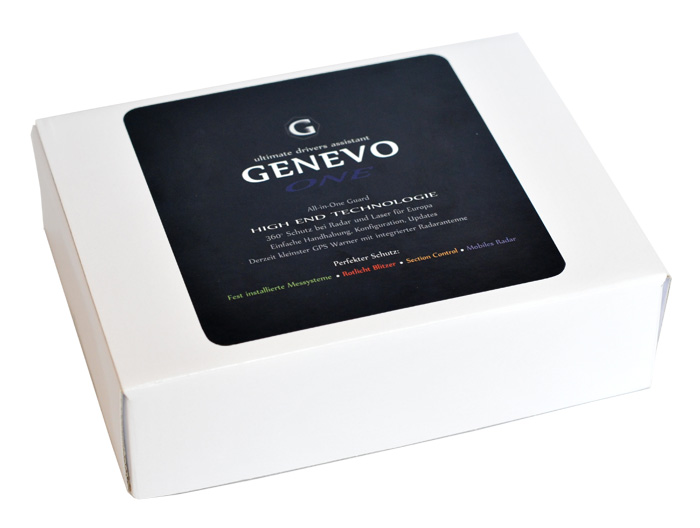 G
ultimate drivers assistant
GENEVO
ONE
All-in-One Guard
HIGH END TECHNOLOGIE
360° Schutz bei Radar und Laser für Europa
Einfache Handhabung, Konfiguration, Updates
Derzeit kleinster GPS Warner mit integrierter Radarantenne
Perfekter Schutz:
Fest installierte Messysteme • Rotlicht Blitzer • Section Control • Mobiles Radar